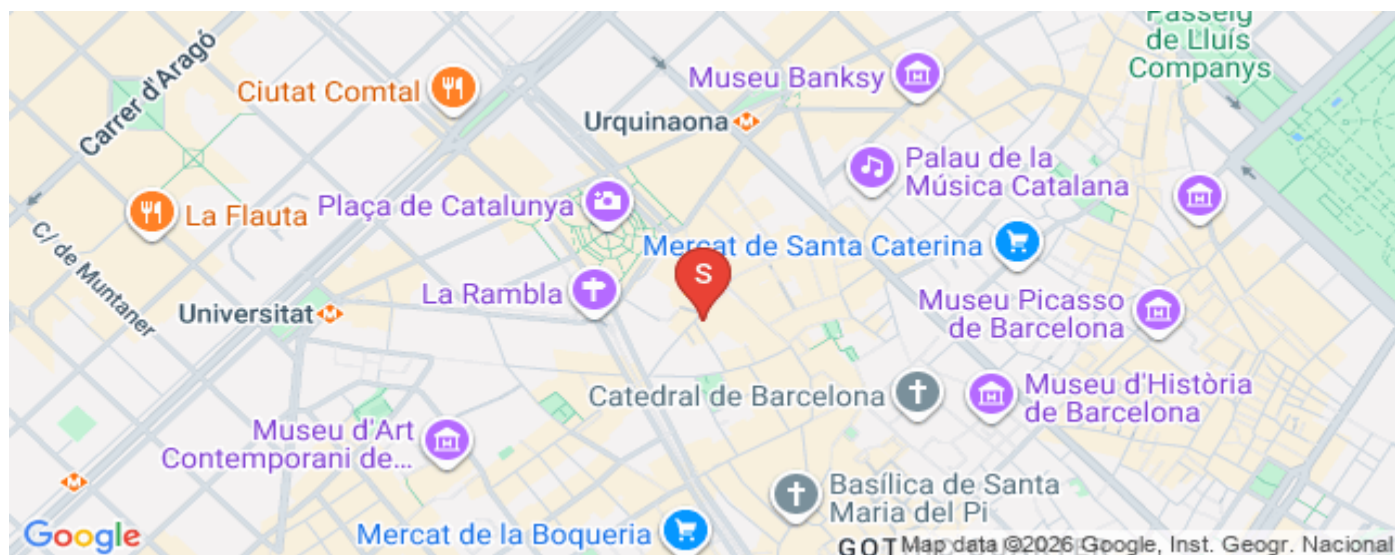 Passeig
de Lluís
Companys
Carrer d'Aragó
Ciutat Comtal
Museu Banksy
Urquinaona
Palau de la
Música Catalana
La Flauta
Plaça de Catalunya
C/ de Muntaner
Mercat de Santa Caterina
S
La Rambla
Universitat
Museu Picasso
de Barcelona
Catedral de Barcelona
Museu d'Història
de Barcelona
Museu d'Art
Contemporani de...
Basílica de Santa
Maria del Pi
Mercat de la Boqueria
Google
GOT
Map data ©2026 Google, Inst. Geogr. Nacional